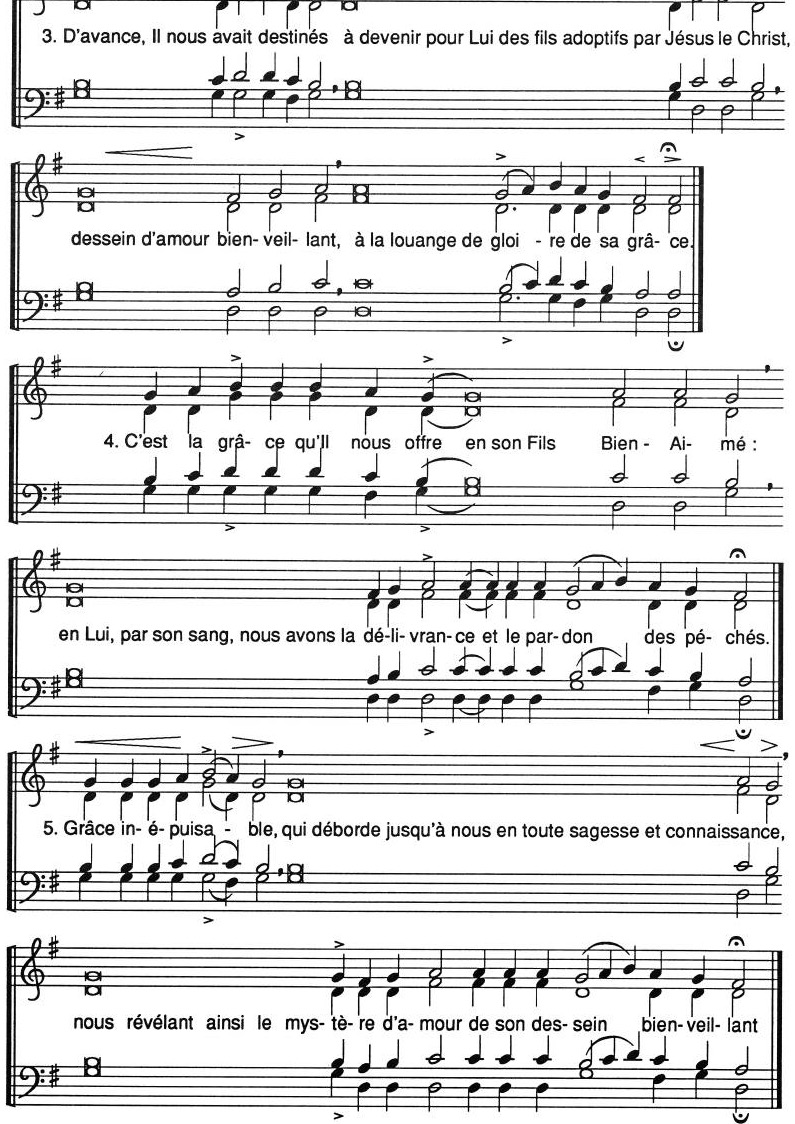 3. D'avance, Il nous avait destinés à devenir pour Lui des fils adoptifs par Jésus le Christ,
dessein d'amour bien- veil- lant, à la louange de gloi - re de sa grâ- ce.
4. C'est la grâ- ce qu'Il nous offre en son Fils Bien - Ai- mé :
en Lui, par son sang, nous avons la dé-li-vran-ce et le par-don des pé- chés.
5. Grâce in- é- puisa - ble, qui déborde jusqu'à nous en toute sagesse et connaissance,
nous révélant ainsi le mys- tè- re d'a- mour de son des- sein bien- veil- lant